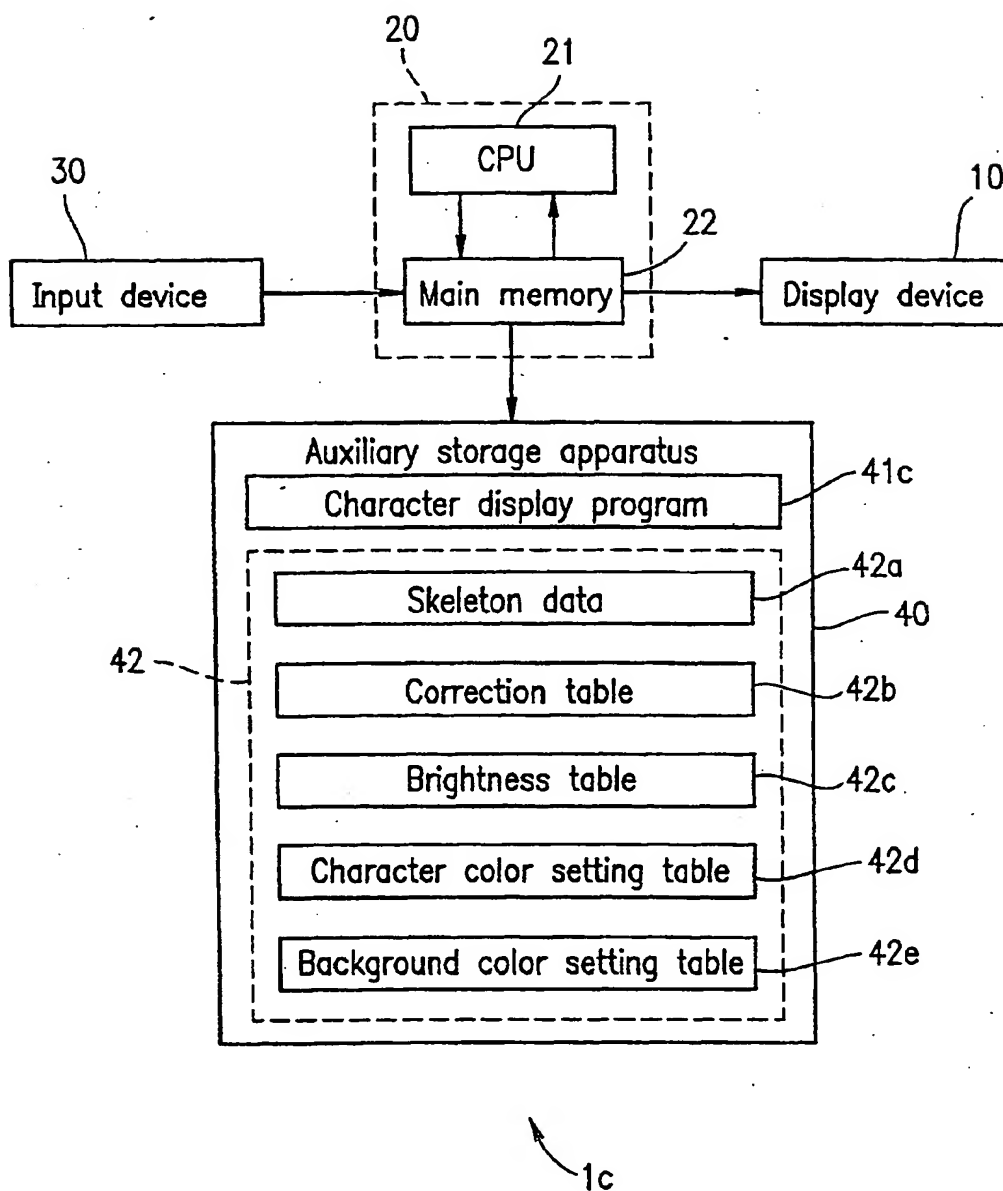 20
21
CPU
30
10
22
Input device
Main memory
Display device
Auxiliary storage apparatus
Character display program
41c
Skeleton data
42a
40
42
Correction table
42b
Brightness table
42c
Character color setting table
42d
Background color setting table
42e
1c